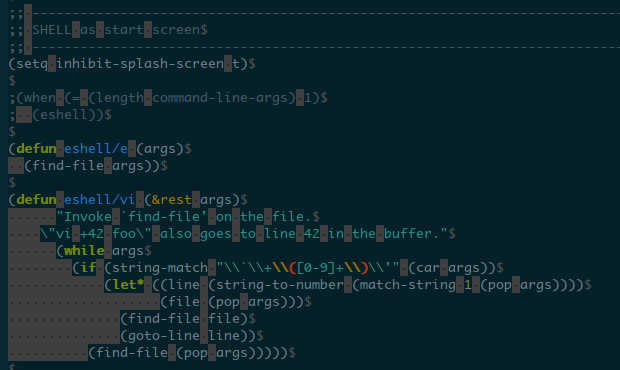 ;; --------------------------------------------------------------------------
;; SHELL as start screen$
;; --------------------------------------------------------------------------
(setq inhibit-splash-screen t)$
$
;(when (= (length command-line-args) 1)$
;  (eshell))$
$
(defun eshell/e (args)$
  (find-file args))$
$
(defun eshell/vi (&rest args)$
      "Invoke `find-file' on the file.$
    \"vi +42 foo\" also goes to line 42 in the buffer."$
      (while args$
        (if (string-match "\\`\\+\\([0-9]+\\)\\'" (car args))$
            (let* ((line (string-to-number (match-string 1 (pop args))))$
                   (file (pop args)))$
              (find-file file)$
              (goto-line line))$
          (find-file (pop args)))))$
$